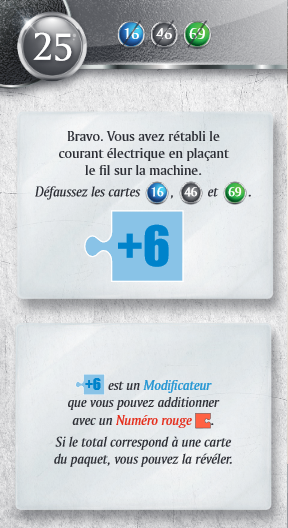 25 16 46 69
Bravo. Vous avez rétabli le
courant électrique en plaçant
le fil sur la machine.
Défaussez les cartes 16, 46 et 69.
+6
+6 est un Modificateur
que vous pouvez additionner
avec un Numéro rouge .
Si le total correspond à une carte
du paquet, vous pouvez la révéler.